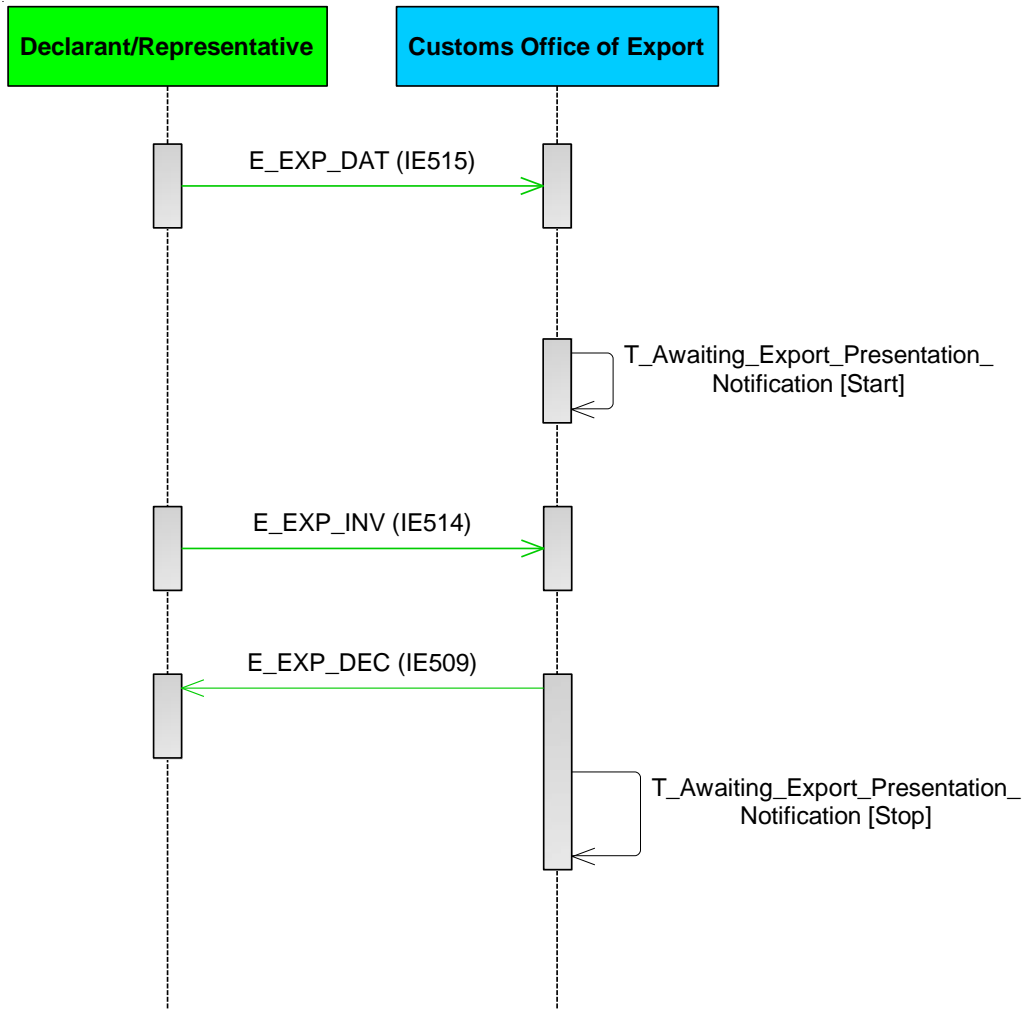 Declarant/Representative
Customs Office of Export
E_EXP_DAT (IE515)
T_Awaiting_Export_Presentation_
Notification [Start]
E_EXP_INV (IE514)
E_EXP_DEC (IE509)
T_Awaiting_Export_Presentation_
Notification [Stop]